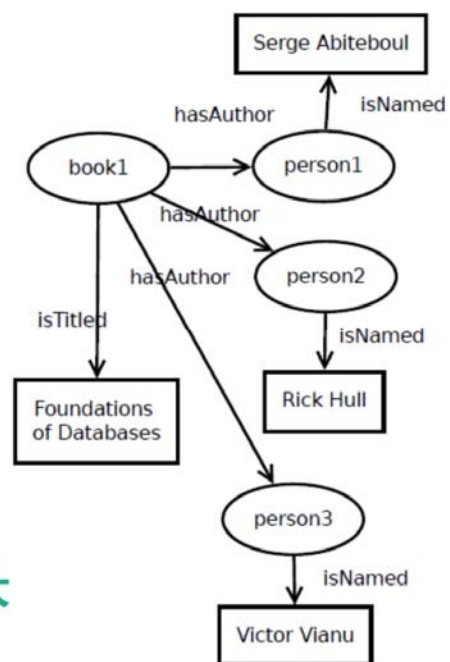 Serge Abiteboul
hasAuthor
isNamed
book1
person1
hasAuthor
person2
hasAuthor
isTitled
isNamed
Foundations
of Databases
Rick Hull
person3
isNamed
Victor Vianu